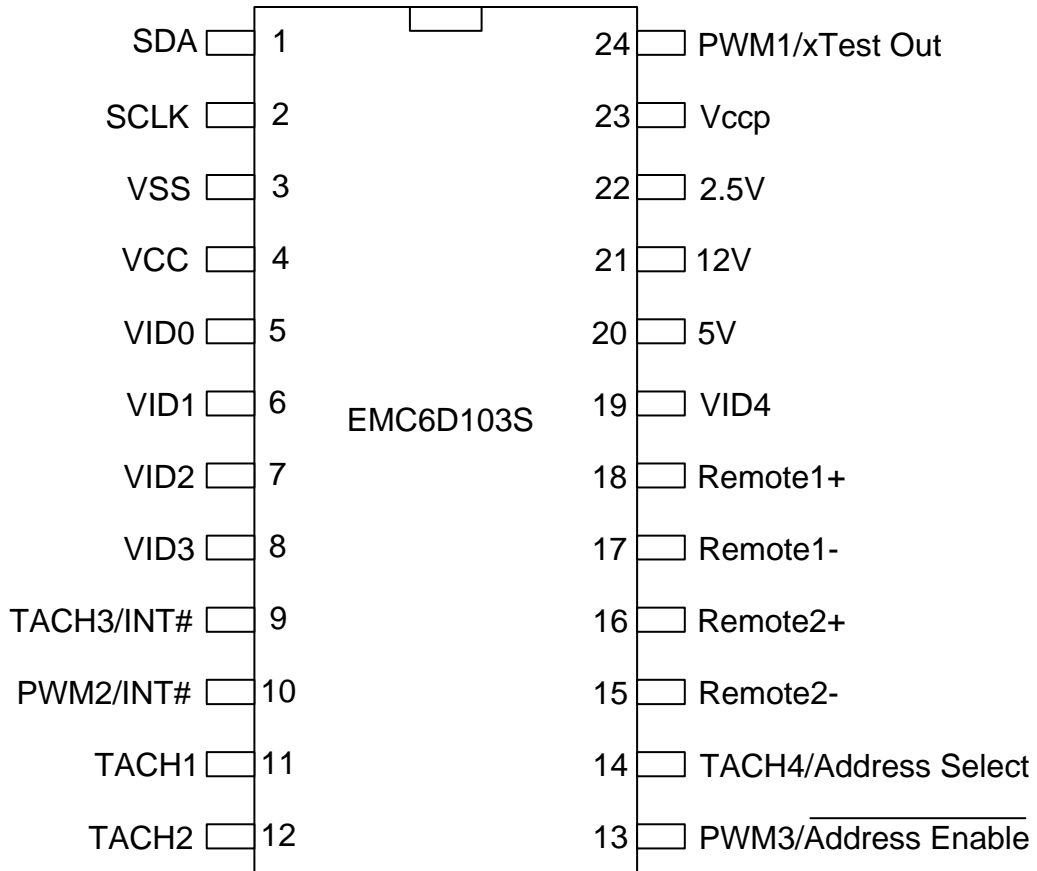 SDA 1 24 PWM1/xTest Out
SCLK 2 23 Vccp
VSS 3 22 2.5V
VCC 4 21 12V
VID0 5 20 5V
VID1 6 EMC6D103S 19 VID4
VID2 7 18 Remote1+
VID3 8 17 Remote1-
TACH3/INT# 9 16 Remote2+
PWM2/INT# 10 15 Remote2-
TACH1 11 14 TACH4/Address Select
TACH2 12 13 PWM3/Address Enable